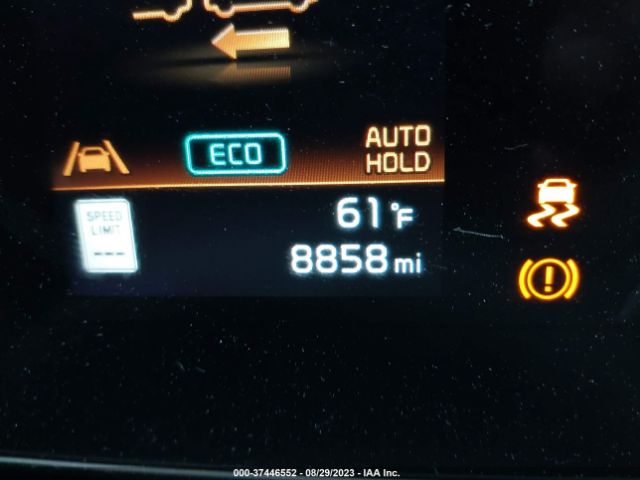 ECO
AUTO
HOLD
SPEED
LIMIT
---
61°F
8858 mi
!
000-37446552 - 08/29/2023 - IAA Inc.